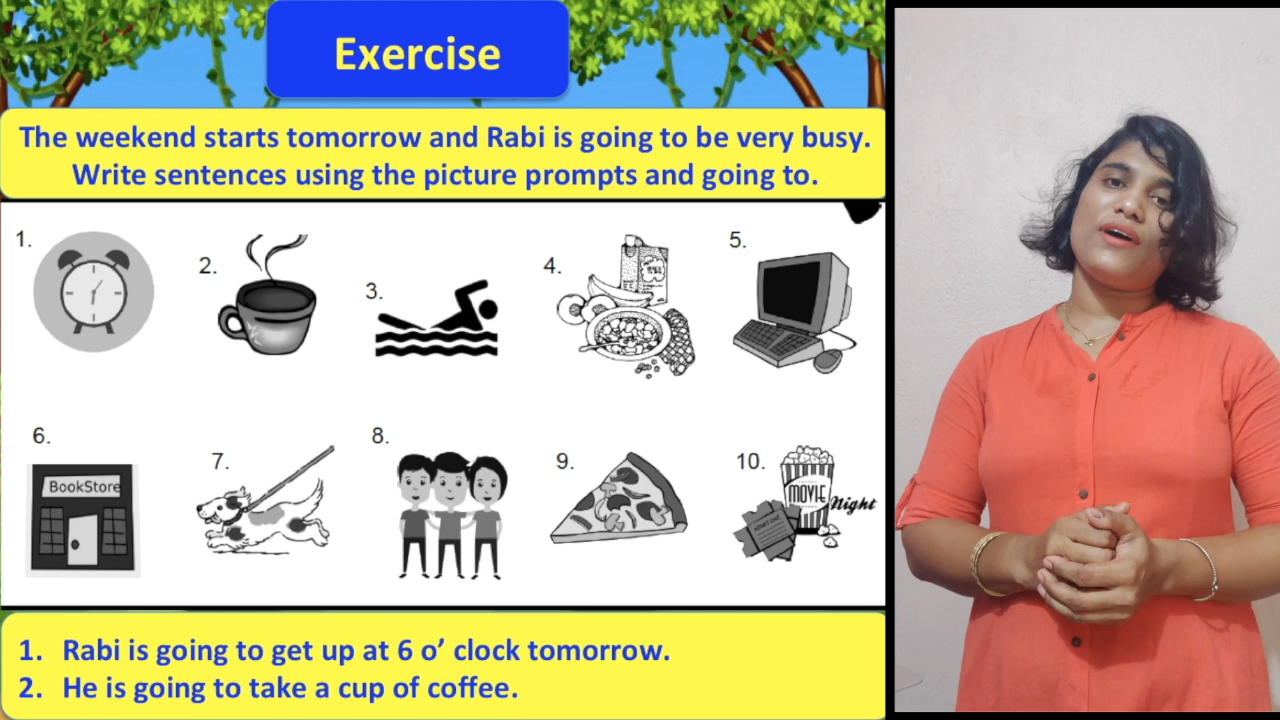 Exercise
The weekend starts tomorrow and Rabi is going to be very busy.
Write sentences using the picture prompts and going to.
1.
2.
3.
4.
5.
6.
BookStore
7.
8.
9.
10.
MOVIE
Night
1. Rabi is going to get up at 6 o’ clock tomorrow.
2. He is going to take a cup of coffee.